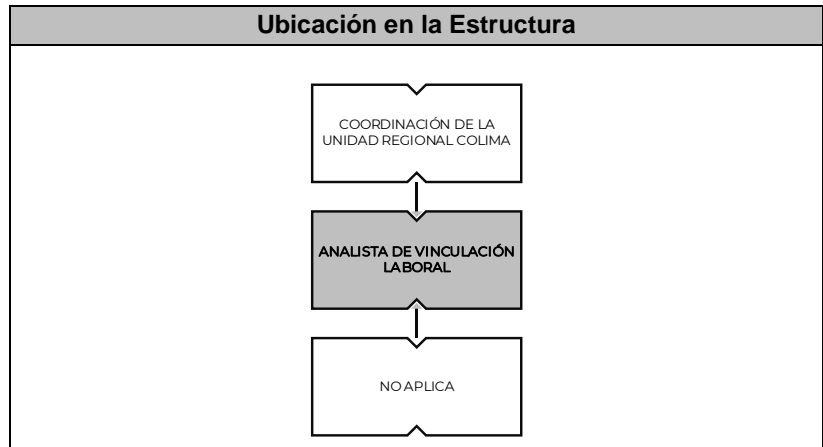 Ubicación en la Estructura
COORDINACIÓN DE LA
UNIDAD REGIONAL COLIMA
ANALISTA DE VINCULACIÓN
LABORAL
NO APLICA